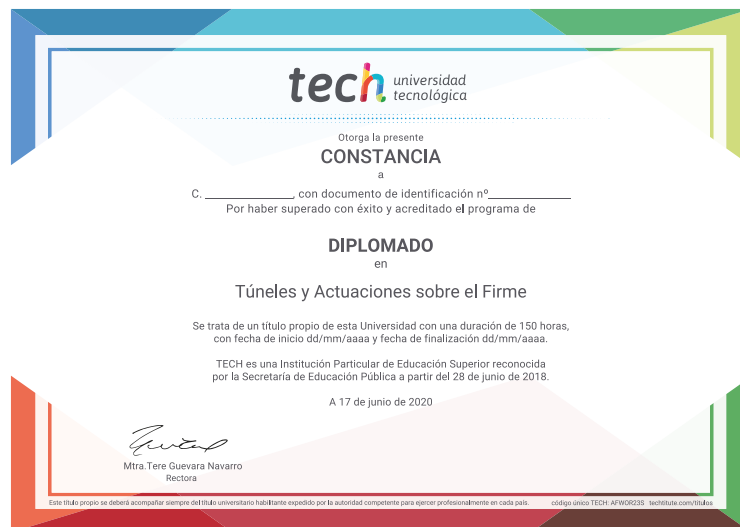 tech universidad
tecnológica
Otorga la presente
CONSTANCIA
a
C. ______________, con documento de identificación nº______________
Por haber superado con éxito y acreditado el programa de
DIPLOMADO
en
Túneles y Actuaciones sobre el Firme
Se trata de un título propio de esta Universidad con una duración de 150 horas,
con fecha de inicio dd/mm/aaaa y fecha de finalización dd/mm/aaaa.
TECH es una Institución Particular de Educación Superior reconocida
por la Secretaría de Educación Pública a partir del 28 de junio de 2018.
A 17 de junio de 2020
Mtra.Tere Guevara Navarro
Rectora
Este título propio se deberá acompañar siempre del título universitario habilitante expedido por la autoridad competente para ejercer profesionalmente en cada país. código único TECH: AFWOR23S techtitute.com/títulos